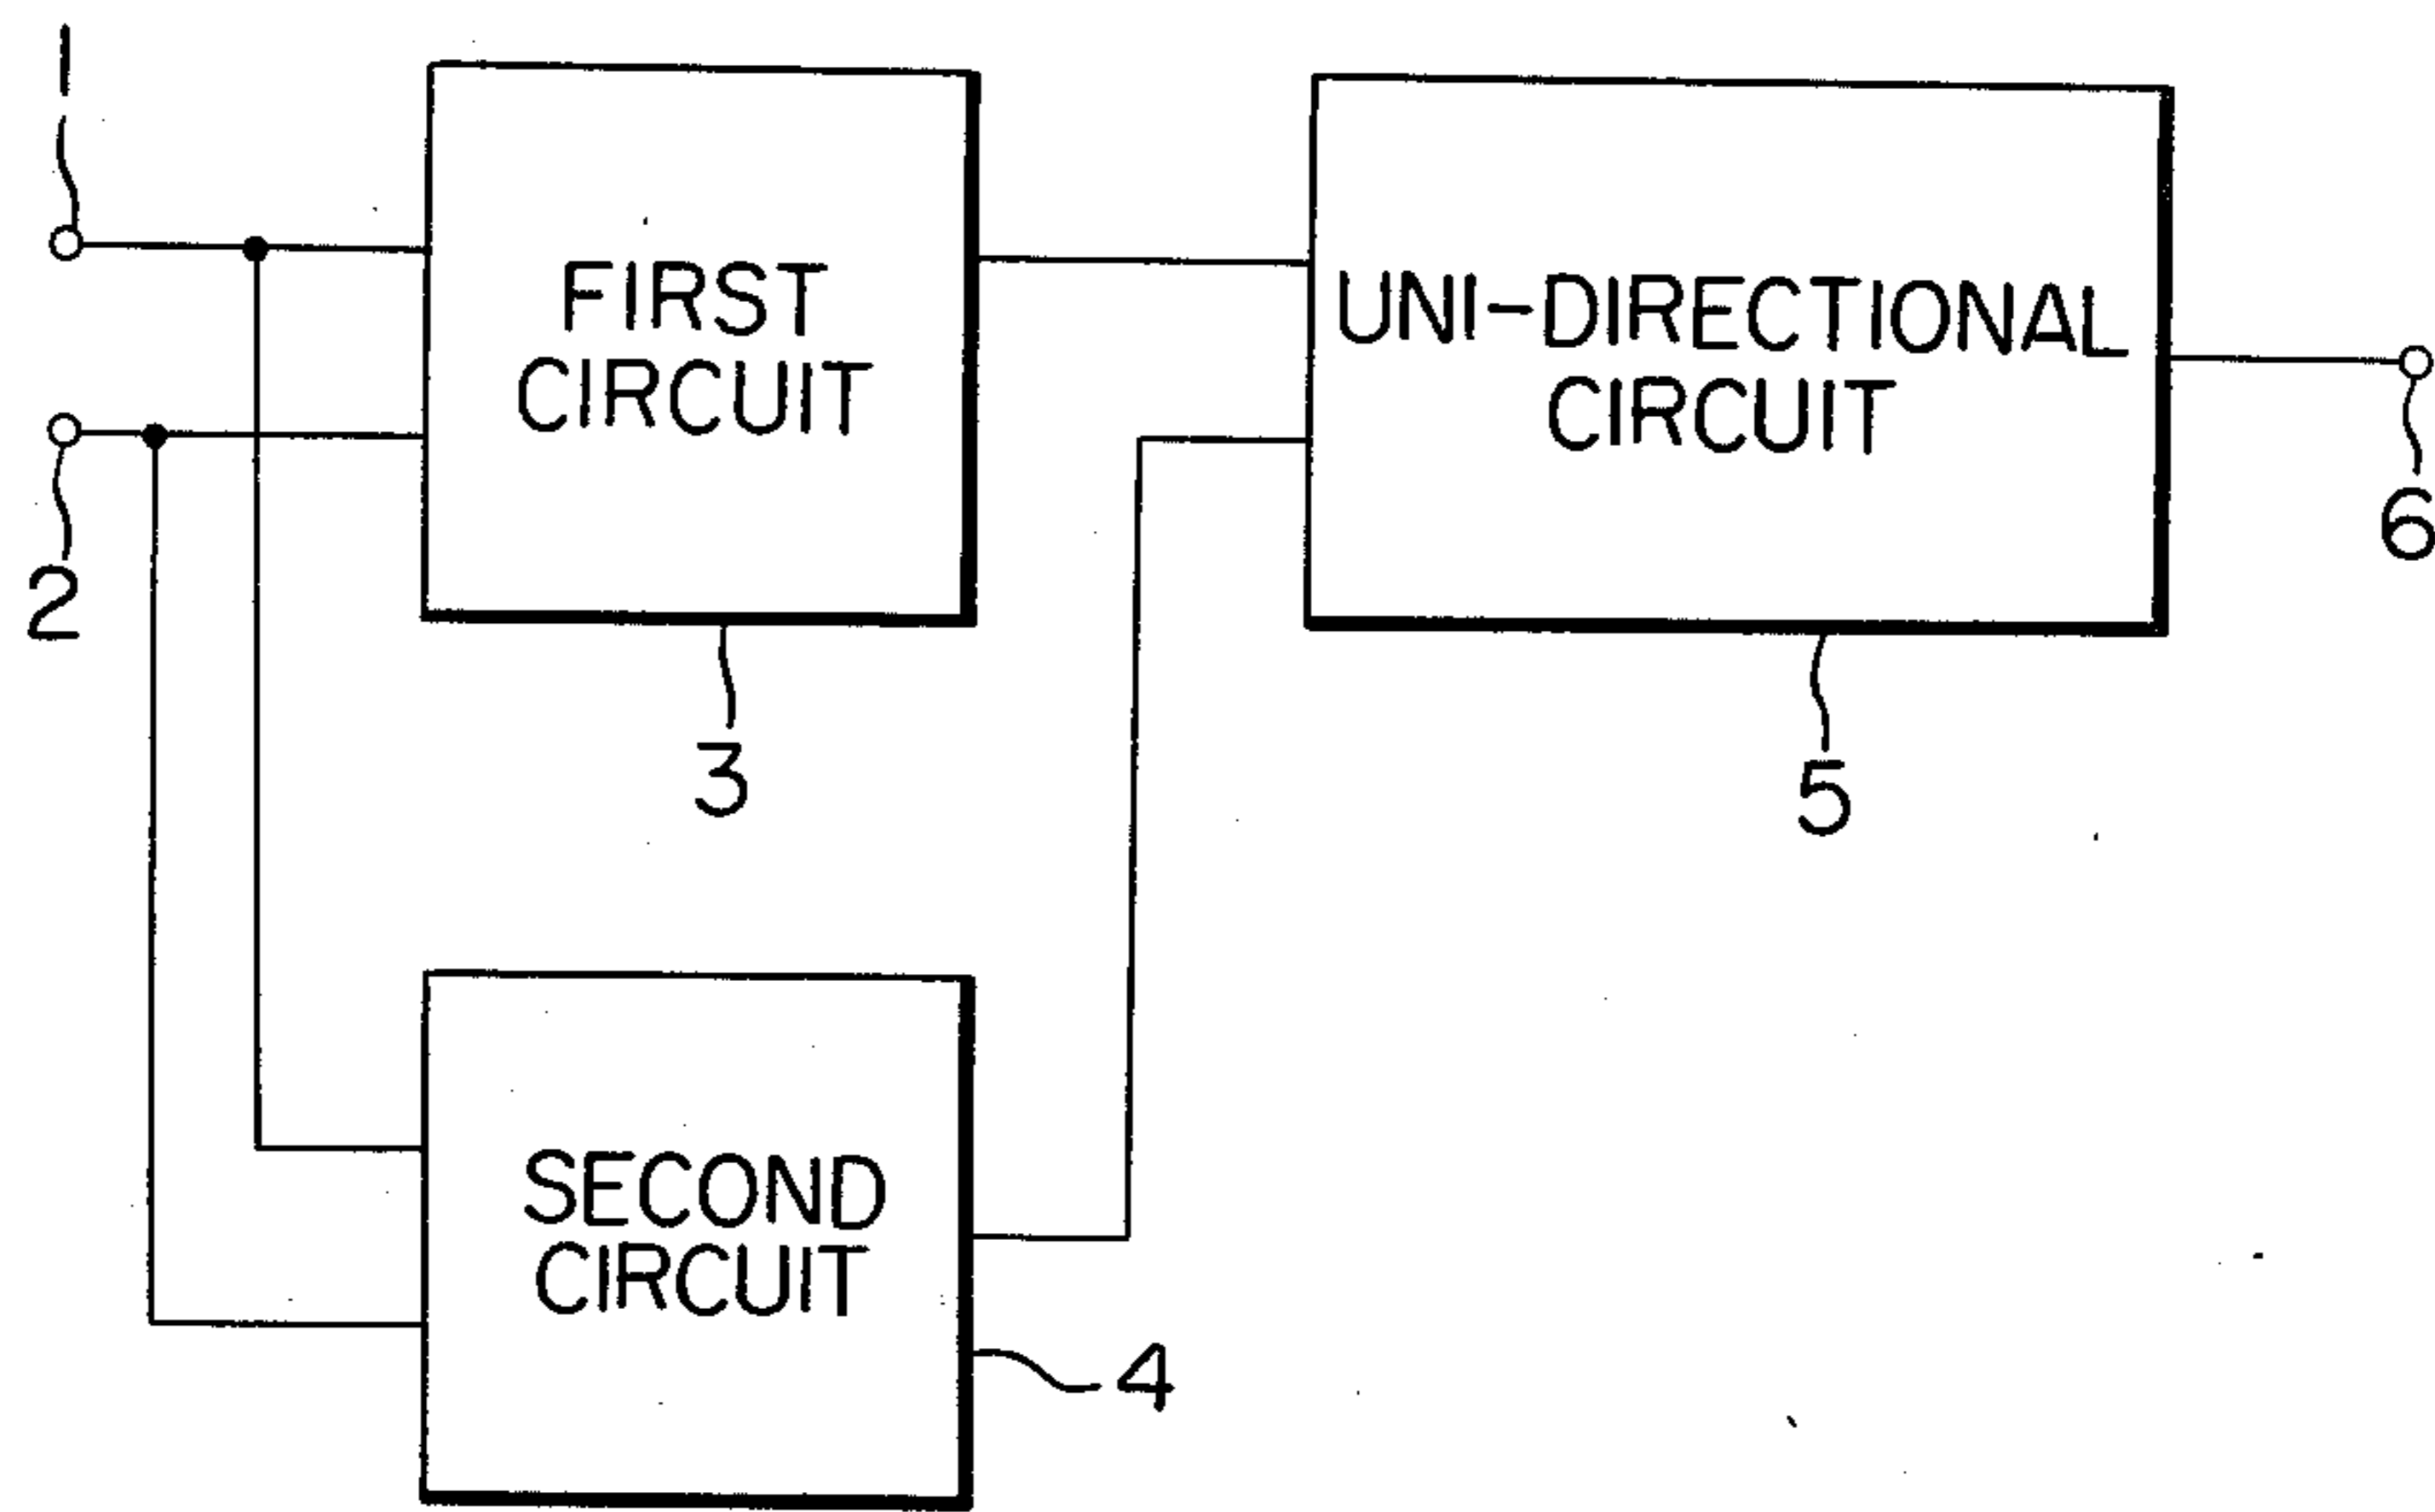 1
FIRST
CIRCUIT
UNI-DIRECTIONAL
CIRCUIT
2
6
3
5
SECOND
CIRCUIT
4